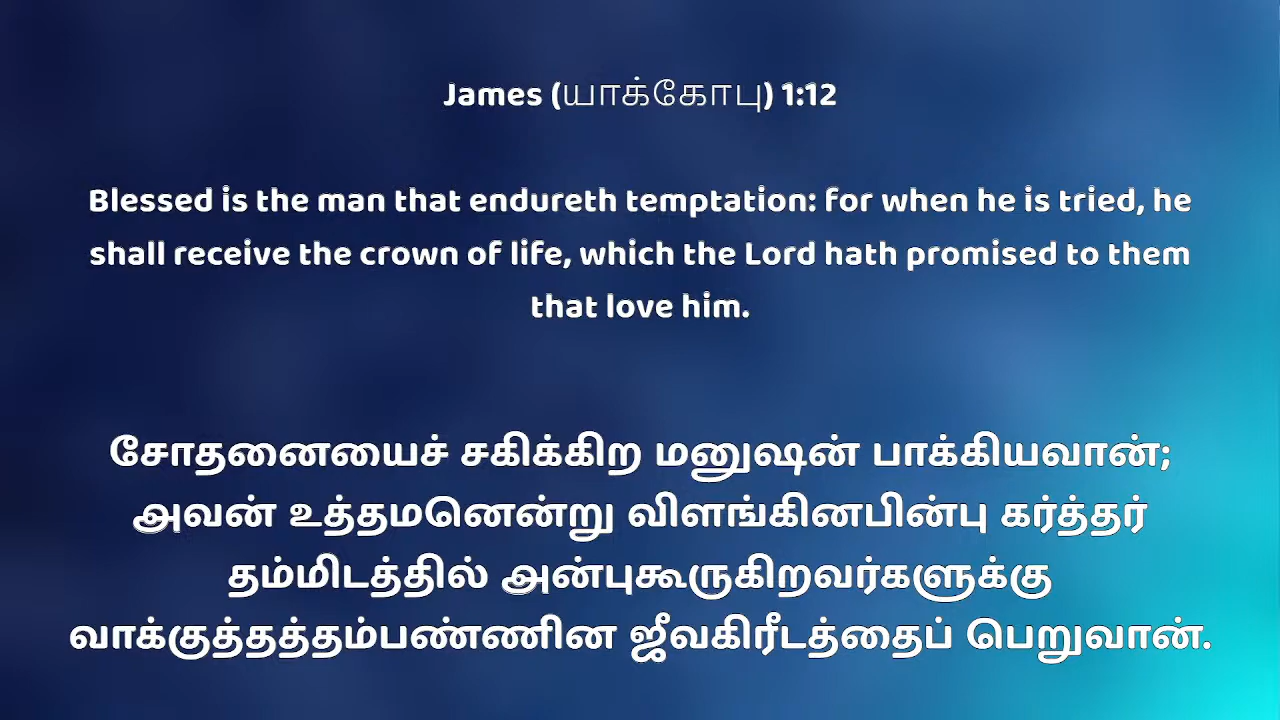 James (யாக்கோபு) 1:12
Blessed is the man that endureth temptation: for when he is tried, he
shall receive the crown of life, which the Lord hath promised to them
that love him.
சோதனையைச் சகிக்கிற மனுஷன் பாக்கியவான்;
அவன் உத்தமனென்று விளங்கினபின்பு கர்த்தர்
தம்மிடத்தில் அன்புகூருகிறவர்களுக்கு
வாக்குத்தத்தம்பண்ணின ஜீவகிரீடத்தைப் பெறுவான்.